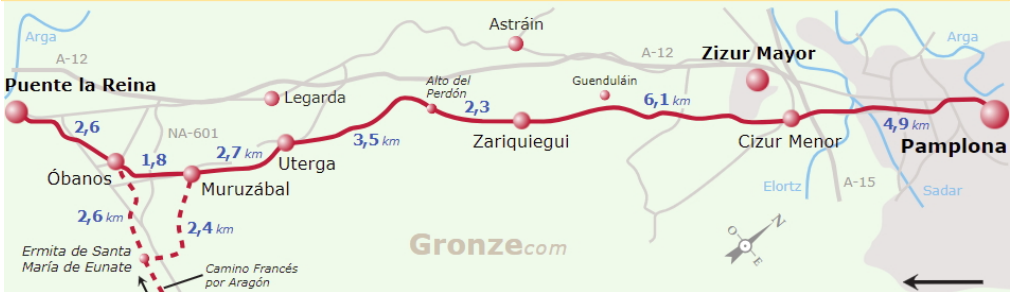 Arga
A-12
Puente la Reina
2,6
Óbanos
1,8
NA-601
2,7 km
Muruzábal
Legarda
Uterga
3,5 km
Alto del
Perdón
2,3
Astráin
Zariquiegui
Guenduláin
6,1 km
A-12
Zizur Mayor
Cizur Menor
4,9 km
Arga
Pamplona
Sadar
A-15
Elortz
2,6 km
2,4 km
Ermita de Santa
María de Eunate
Camino Francés
por Aragón
Gronze.com
N
O
E